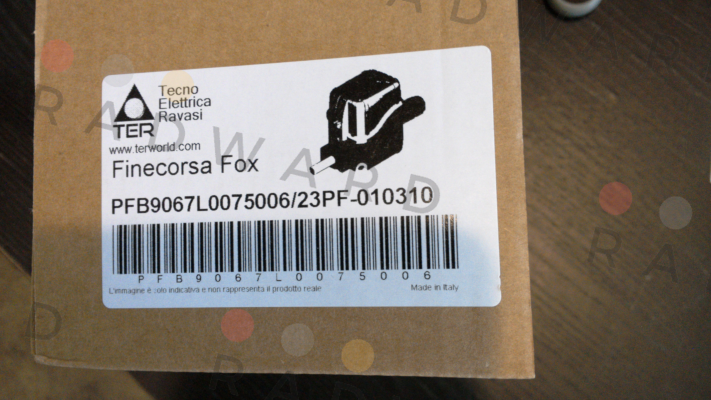 TER
Tecno
Elettrica
Ravasi
www.terworld.com
Finecorsa Fox
PFB9067L0075006/23PF-010310
PFB9067L0075006
L'immagine è solo indicativa e non rappresenta il prodotto reale
Made in Italy
RADWARD